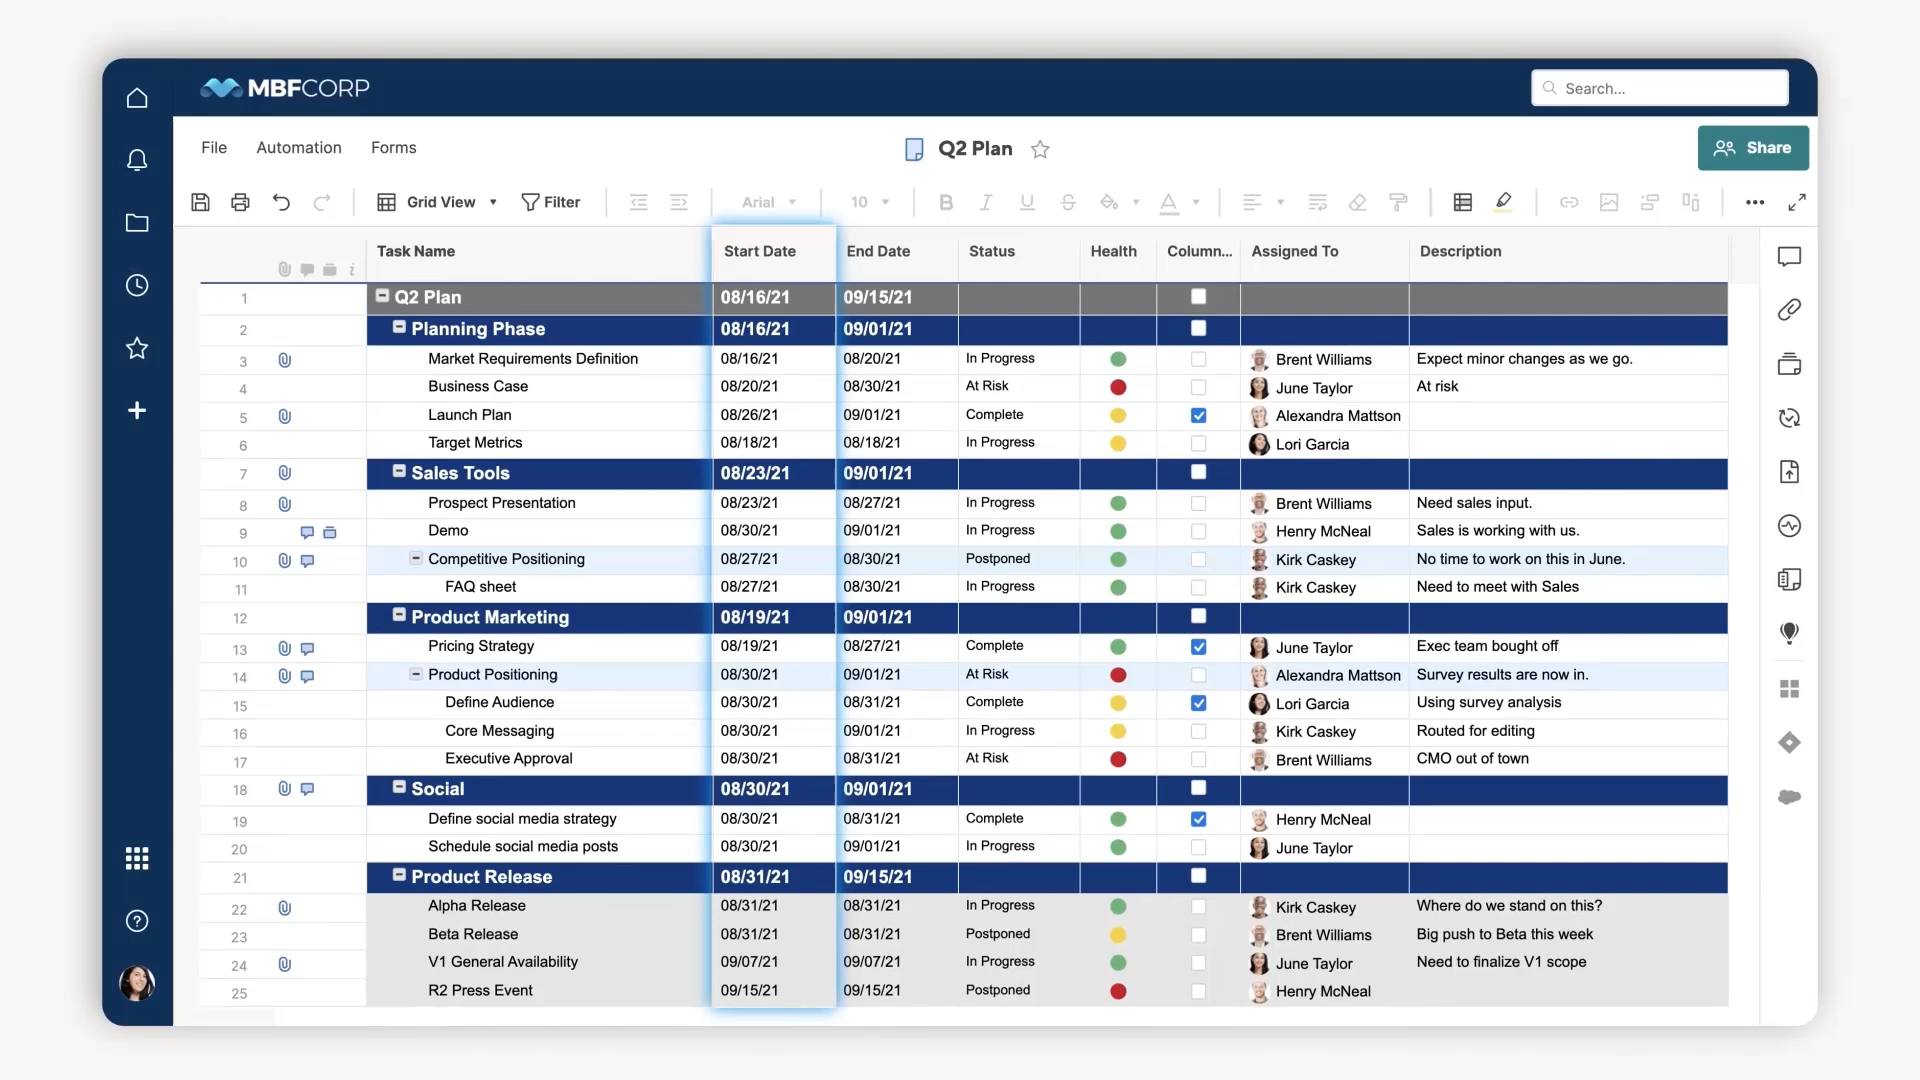 MBFCORP
Search...
File Automation Forms
Q2 Plan
Share
Grid View Filter Arial 10 B I U S A
Task Name Start Date End Date Status Health Column... Assigned To Description
1 Q2 Plan 08/16/21 09/15/21
2 Planning Phase 08/16/21 09/01/21
3 Market Requirements Definition 08/16/21 08/20/21 In Progress Brent Williams Expect minor changes as we go.
4 Business Case 08/20/21 08/30/21 At Risk June Taylor At risk
5 Launch Plan 08/26/21 09/01/21 Complete Alexandra Mattson
6 Target Metrics 08/18/21 08/18/21 In Progress Lori Garcia
7 Sales Tools 08/23/21 09/01/21
8 Prospect Presentation 08/23/21 08/27/21 In Progress Brent Williams Need sales input.
9 Demo 08/30/21 09/01/21 In Progress Henry McNeal Sales is working with us.
10 Competitive Positioning 08/27/21 08/30/21 Postponed Kirk Caskey No time to work on this in June.
11 FAQ sheet 08/27/21 08/30/21 In Progress Kirk Caskey Need to meet with Sales
12 Product Marketing 08/19/21 09/01/21
13 Pricing Strategy 08/19/21 08/27/21 Complete June Taylor Exec team bought off
14 Product Positioning 08/30/21 09/01/21 At Risk Alexandra Mattson Survey results are now in.
15 Define Audience 08/30/21 08/31/21 Complete Lori Garcia Using survey analysis
16 Core Messaging 08/30/21 09/01/21 In Progress Kirk Caskey Routed for editing
17 Executive Approval 08/30/21 08/31/21 At Risk Brent Williams CMO out of town
18 Social 08/30/21 09/01/21
19 Define social media strategy 08/30/21 08/31/21 Complete Henry McNeal
20 Schedule social media posts 08/30/21 09/01/21 In Progress June Taylor
21 Product Release 08/31/21 09/15/21
22 Alpha Release 08/31/21 08/31/21 In Progress Kirk Caskey Where do we stand on this?
23 Beta Release 08/31/21 08/31/21 Postponed Brent Williams Big push to Beta this week
24 V1 General Availability 09/07/21 09/07/21 In Progress June Taylor Need to finalize V1 scope
25 R2 Press Event 09/15/21 09/15/21 Postponed Henry McNeal